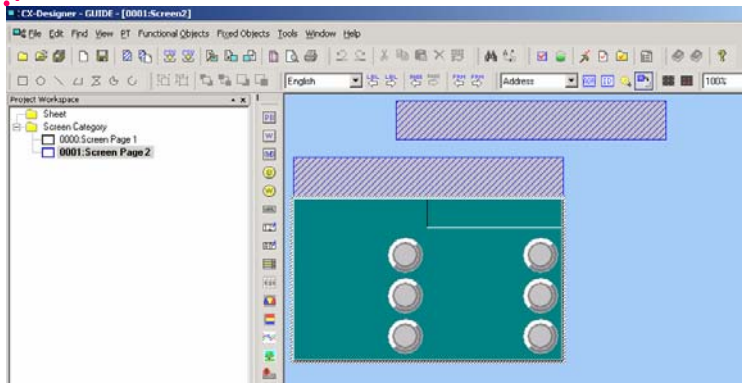 CX-Designer - GUIDE - [0001:Screen2]
File Edit Find View PT Functional Objects Fixed Objects Tools Window Help
English Address 100%
Project Workspace
Sheet
Screen Category
0000:Screen Page 1
0001:Screen Page 2
PB
W